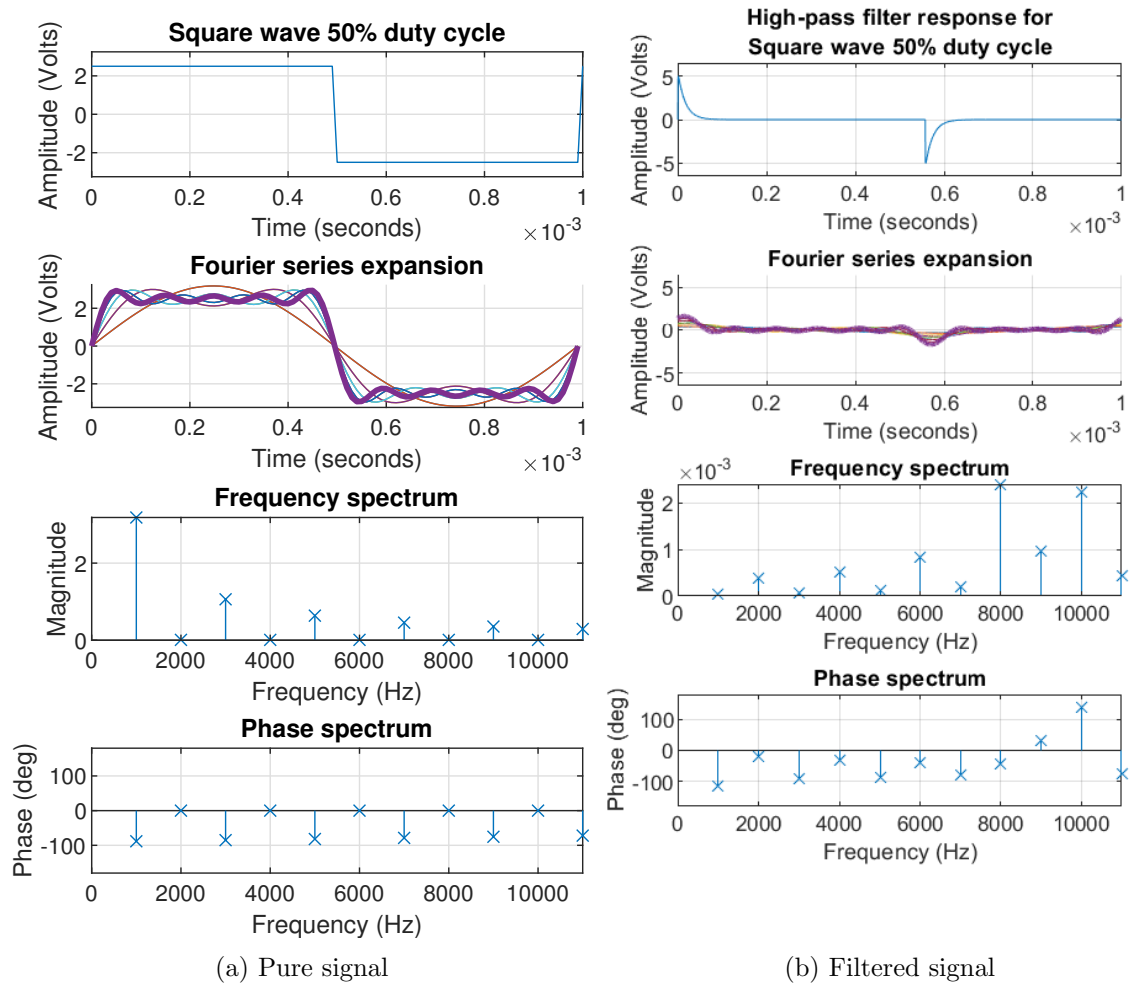 Square wave 50% duty cycle
Amplitude (Volts)
2
0
-2
0 0.2 0.4 0.6 0.8 1
Time (seconds)
×10-3
Fourier series expansion
Amplitude (Volts)
2
0
-2
0 0.2 0.4 0.6 0.8 1
Time (seconds)
×10-3
Frequency spectrum
Magnitude
2
0
0 2000 4000 6000 8000 10000
Frequency (Hz)
Phase spectrum
Phase (deg)
100
0
-100
0 2000 4000 6000 8000 10000
Frequency (Hz)
(a) Pure signal
High-pass filter response for
Square wave 50% duty cycle
Amplitude (Volts)
5
0
-5
0 0.2 0.4 0.6 0.8 1
Time (seconds)
×10-3
Fourier series expansion
Amplitude (Volts)
5
0
-5
0 0.2 0.4 0.6 0.8 1
Time (seconds)
×10-3
×10-3
Frequency spectrum
Magnitude
2
1
0
0 2000 4000 6000 8000 10000
Frequency (Hz)
Phase spectrum
Phase (deg)
100
0
-100
0 2000 4000 6000 8000 10000
Frequency (Hz)
(b) Filtered signal